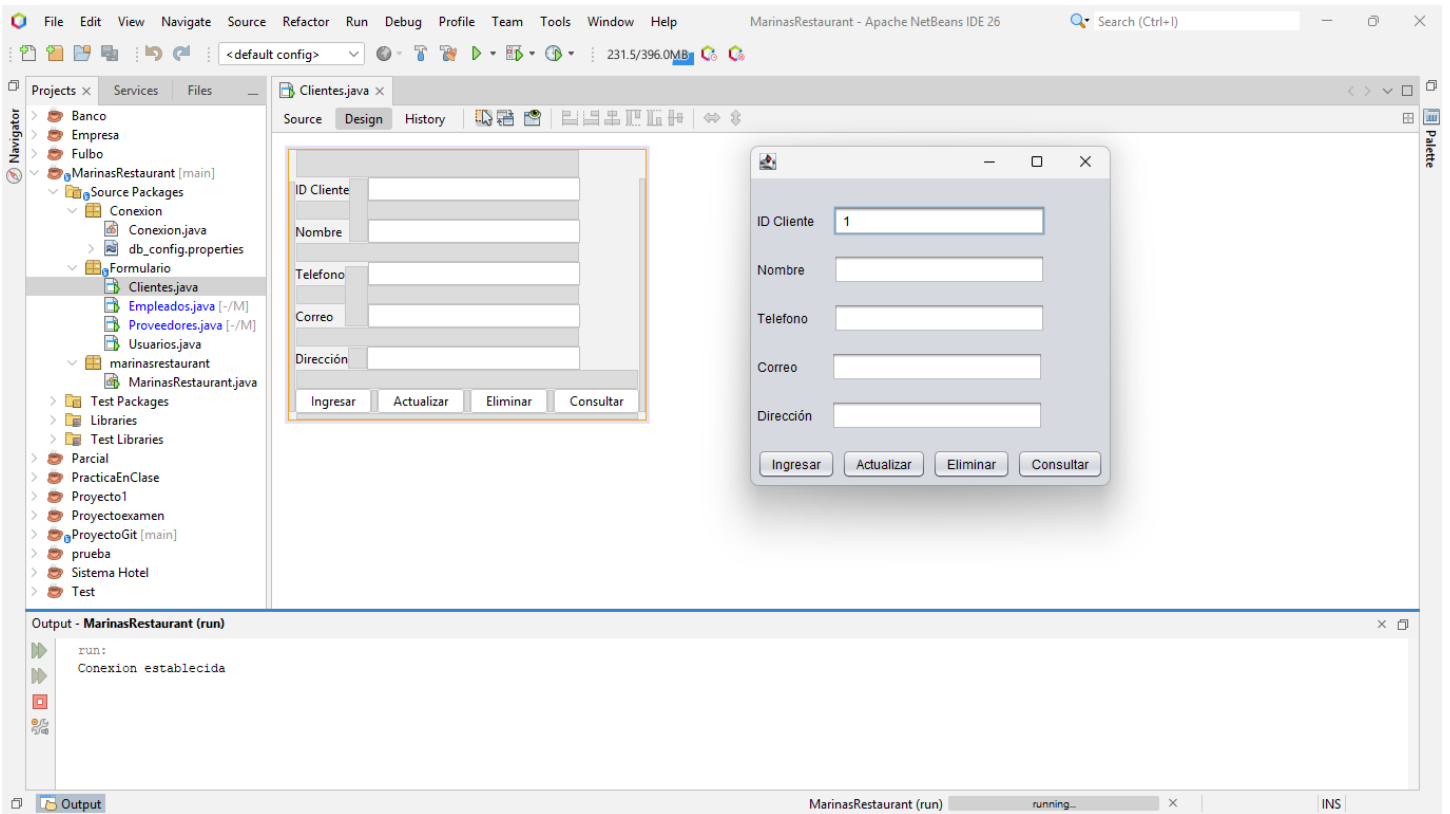 File Edit View Navigate Source Refactor Run Debug Profile Team Tools Window Help MarinasRestaurant - Apache NetBeans IDE 26 Search (Ctrl+I)
<default config> 231.5/396.0MB
Projects Services Files
Clientes.java
Source Design History
Navigator
Palette
Banco
Empresa
Fulbo
MarinasRestaurant [main]
Source Packages
Conexion
Conexion.java
db_config.properties
Formulario
Clientes.java
Empleados.java [-/M]
Proveedores.java [-/M]
Usuarios.java
marinasrestaurant
MarinasRestaurant.java
Test Packages
Libraries
Test Libraries
Parcial
PracticaEnClase
Proyecto1
Proyectoexamen
ProyectoGit [main]
prueba
Sistema Hotel
Test
ID Cliente
Nombre
Telefono
Correo
Dirección
Ingresar Actualizar Eliminar Consultar
ID Cliente 1
Nombre
Telefono
Correo
Dirección
Ingresar Actualizar Eliminar Consultar
Output - MarinasRestaurant (run)
run:
Conexion establecida
Output MarinasRestaurant (run) running... INS